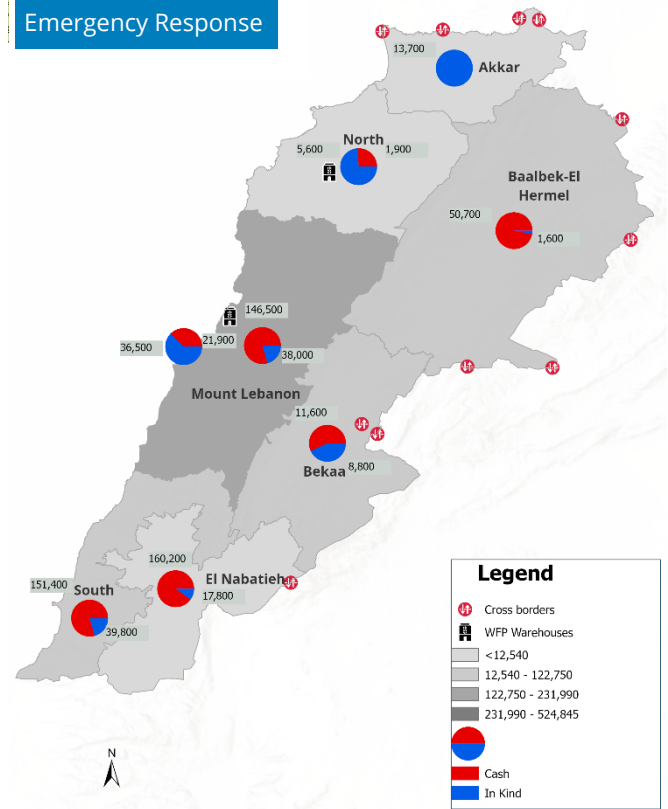 Emergency Response
13,700
Akkar
North
5,600
1,900
Baalbek-El
Hermel
50,700
1,600
146,500
36,500
21,900
38,000
Mount Lebanon
11,600
8,800
Bekaa
160,200
El Nabatieh
17,800
151,400
South
39,800
N
Legend
Cross borders
WFP Warehouses
<12,540
12,540 - 122,750
122,750 - 231,990
231,990 - 524,845
Cash
In Kind